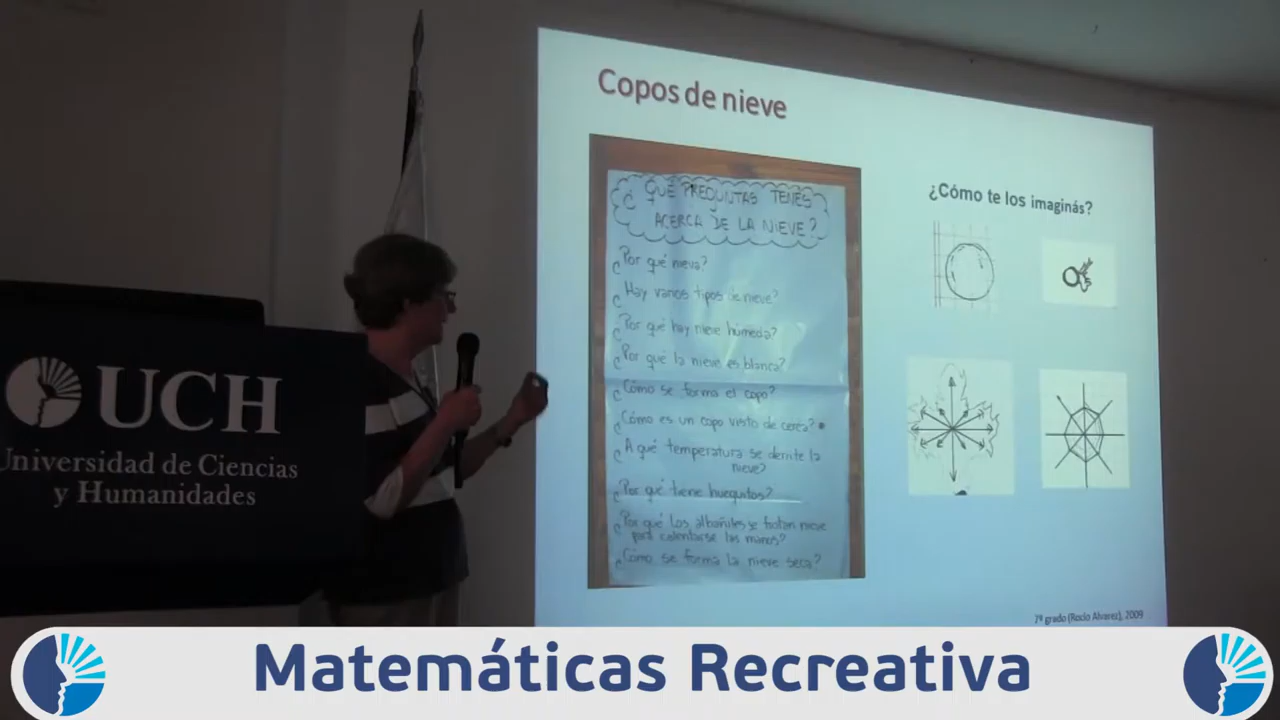 Copos de nieve
¿ QUÉ PREGUNTAS TENÉS
ACERCA DE LA NIEVE?
¿Por qué nieva?
¿Hay varios tipos de nieve?
¿Por qué hay nieve húmeda?
¿Por qué la nieve es blanca?
¿Cómo se forma el copo?
¿Cómo es un copo visto de cerca?
¿A qué temperatura se derrite la
nieve?
¿Por qué tiene huequitos?
¿Por qué los albañiles se frotan nieve
para calentarse las manos?
¿Cómo se forma la nieve seca?
¿Cómo te los imaginás?
7º grado (Rocío Alvarez), 2009
UCH
Universidad de Ciencias
y Humanidades
Matemáticas Recreativa